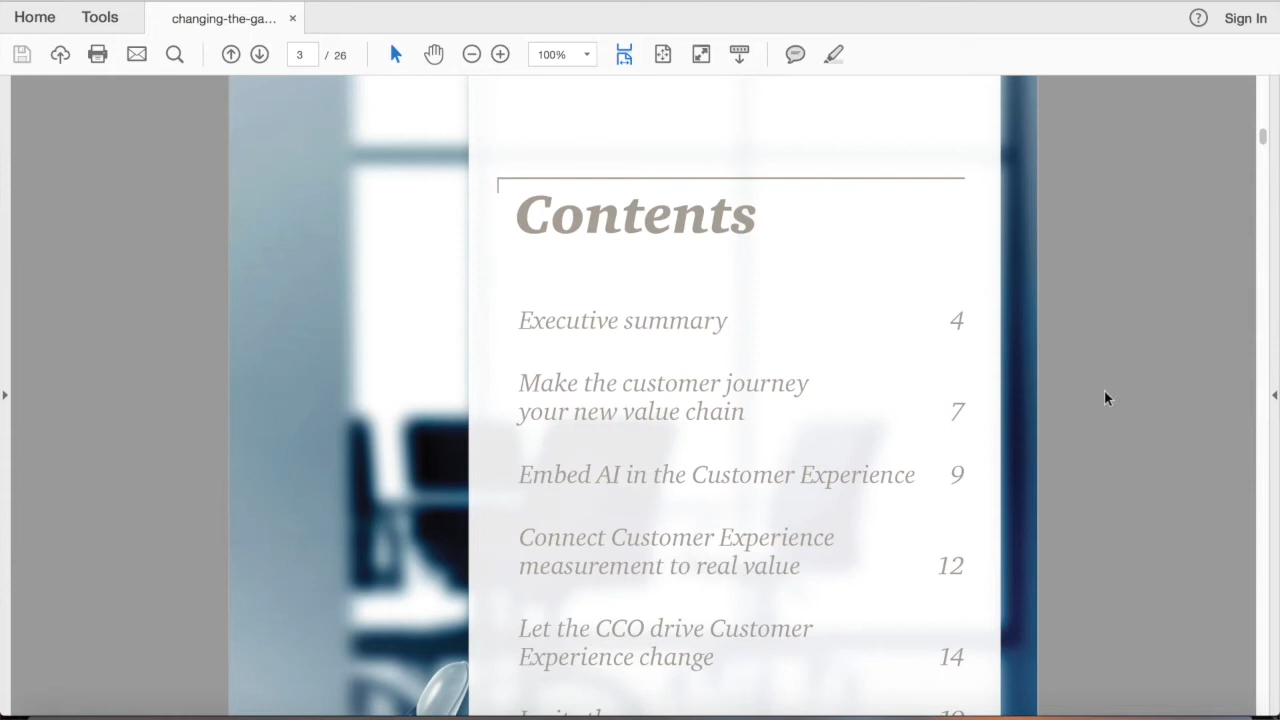 Home
Tools
changing-the-ga...
Sign In
3 / 26
100%
Contents
Executive summary 4
Make the customer journey
your new value chain 7
Embed AI in the Customer Experience 9
Connect Customer Experience
measurement to real value 12
Let the CCO drive Customer
Experience change 14